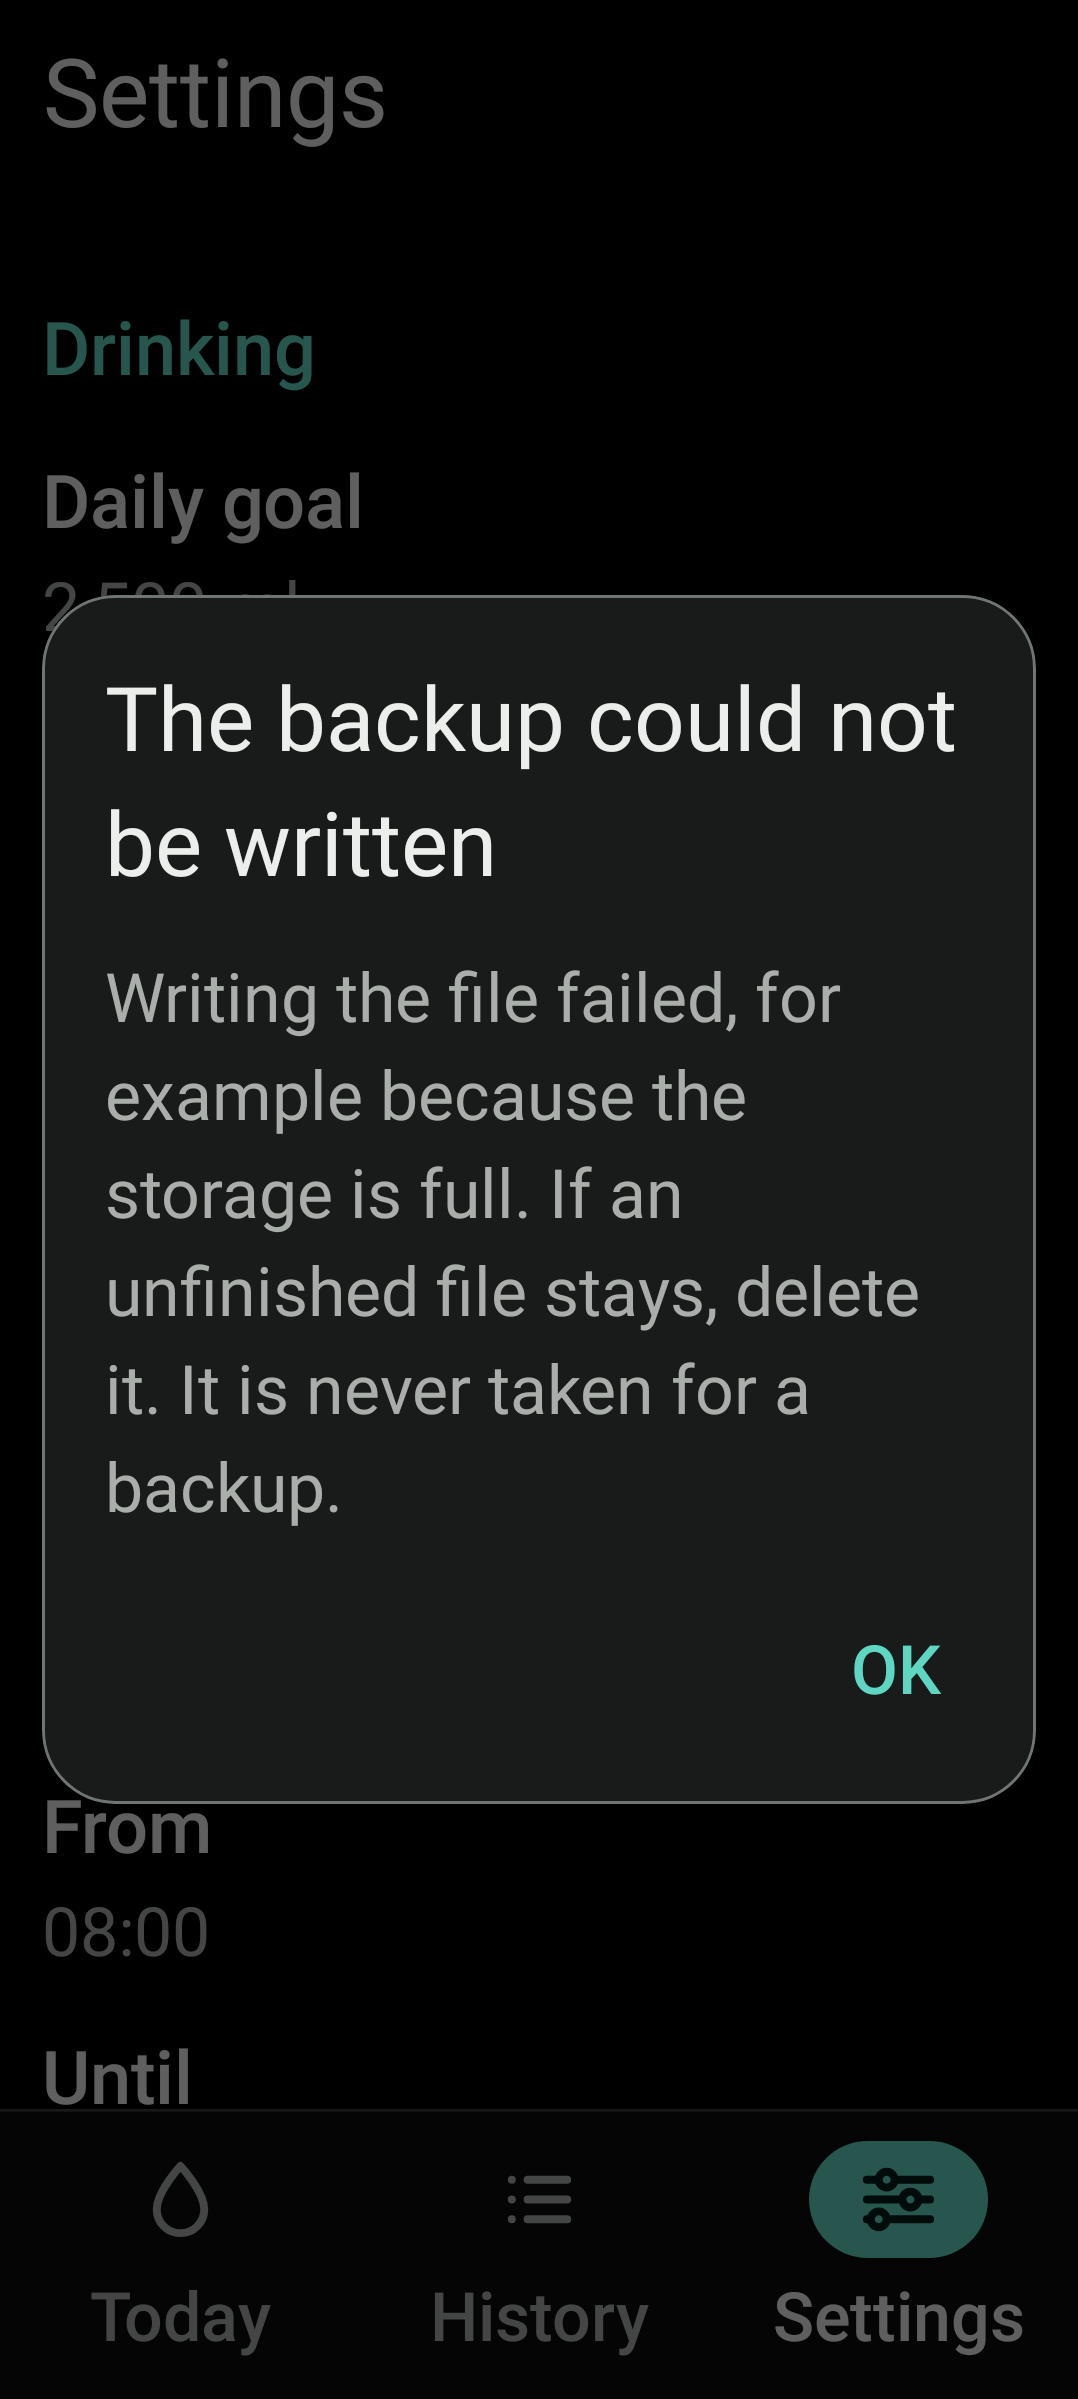 Settings
Drinking
Daily goal
The backup could not
be written
Writing the file failed, for
example because the
storage is full. If an
unfinished file stays, delete
it. It is never taken for a
backup.
OK
From
08:00
Until
Today
History
Settings